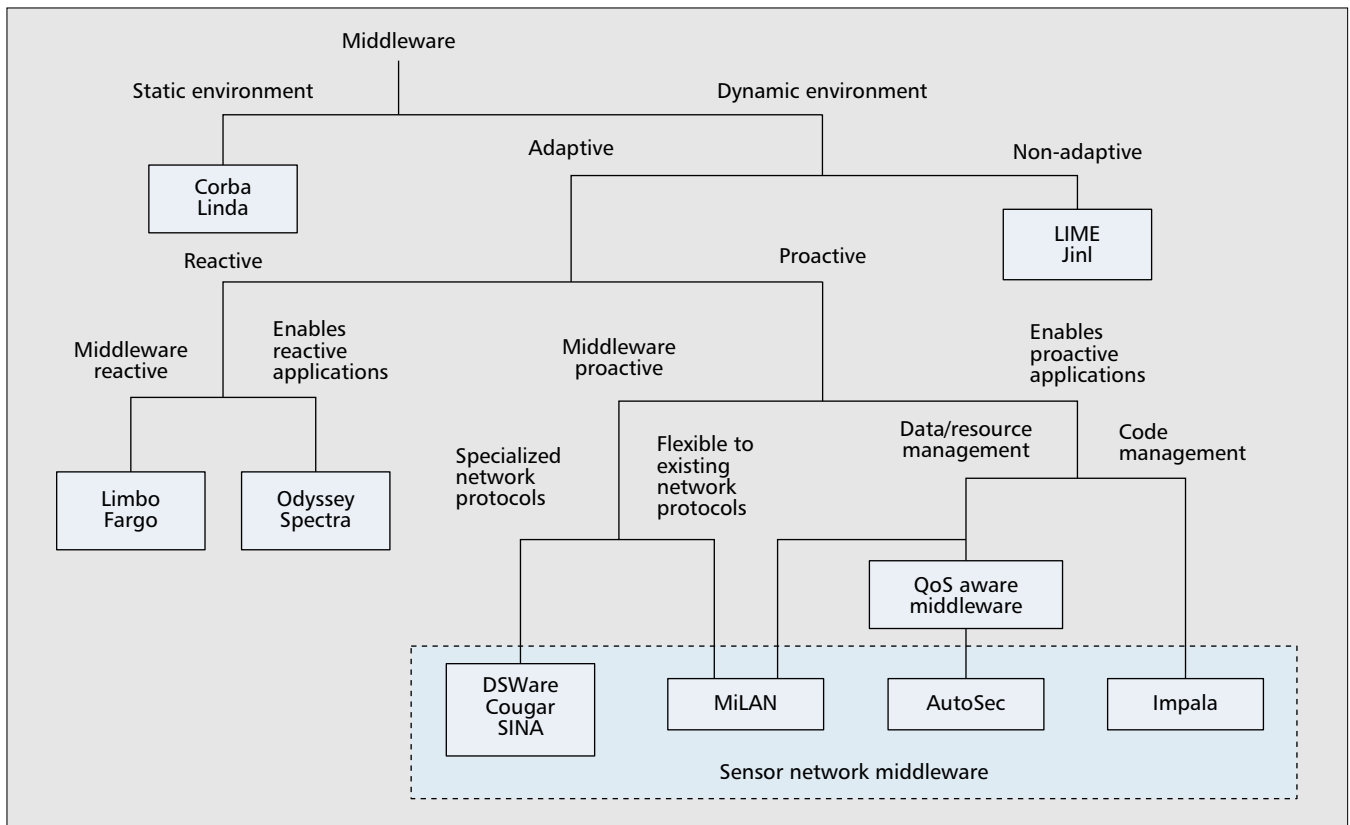 Middleware
Static environment
Dynamic environment
Adaptive
Non-adaptive
Corba
Linda
LIME
Jinl
Reactive
Proactive
Middleware
reactive
Enables
reactive
applications
Middleware
proactive
Enables
proactive
applications
Specialized
network
protocols
Flexible to
existing
network
protocols
Data/resource
management
Code
management
Limbo
Fargo
Odyssey
Spectra
QoS aware
middleware
DSWare
Cougar
SINA
MiLAN
AutoSec
Impala
Sensor network middleware